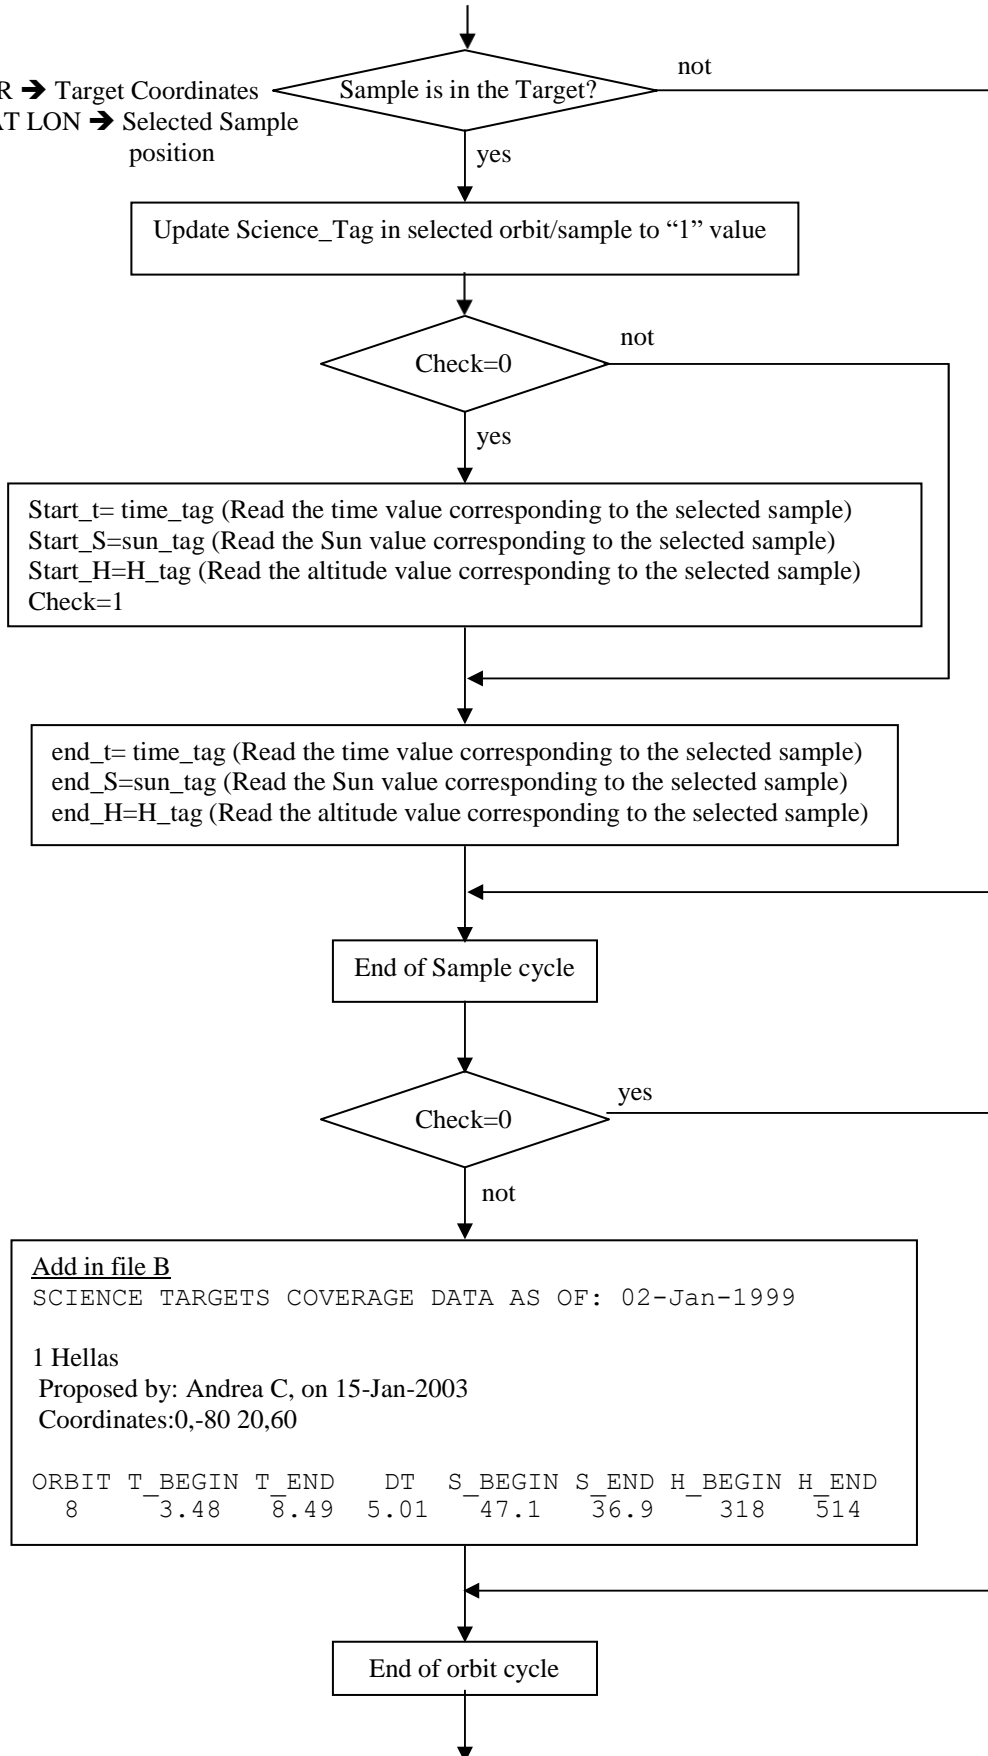 not
Sample is in the Target?
R ➔ Target Coordinates
AT LON ➔ Selected Sample
position
yes
Update Science_Tag in selected orbit/sample to “1” value
not
Check=0
yes
Start_t= time_tag (Read the time value corresponding to the selected sample)
Start_S=sun_tag (Read the Sun value corresponding to the selected sample)
Start_H=H_tag (Read the altitude value corresponding to the selected sample)
Check=1
end_t= time_tag (Read the time value corresponding to the selected sample)
end_S=sun_tag (Read the Sun value corresponding to the selected sample)
end_H=H_tag (Read the altitude value corresponding to the selected sample)
End of Sample cycle
yes
Check=0
not
Add in file B
SCIENCE TARGETS COVERAGE DATA AS OF: 02-Jan-1999
1 Hellas
Proposed by: Andrea C, on 15-Jan-2003
Coordinates:0,-80 20,60
ORBIT T_BEGIN T_END DT S_BEGIN S_END H_BEGIN H_END
8 3.48 8.49 5.01 47.1 36.9 318 514
End of orbit cycle